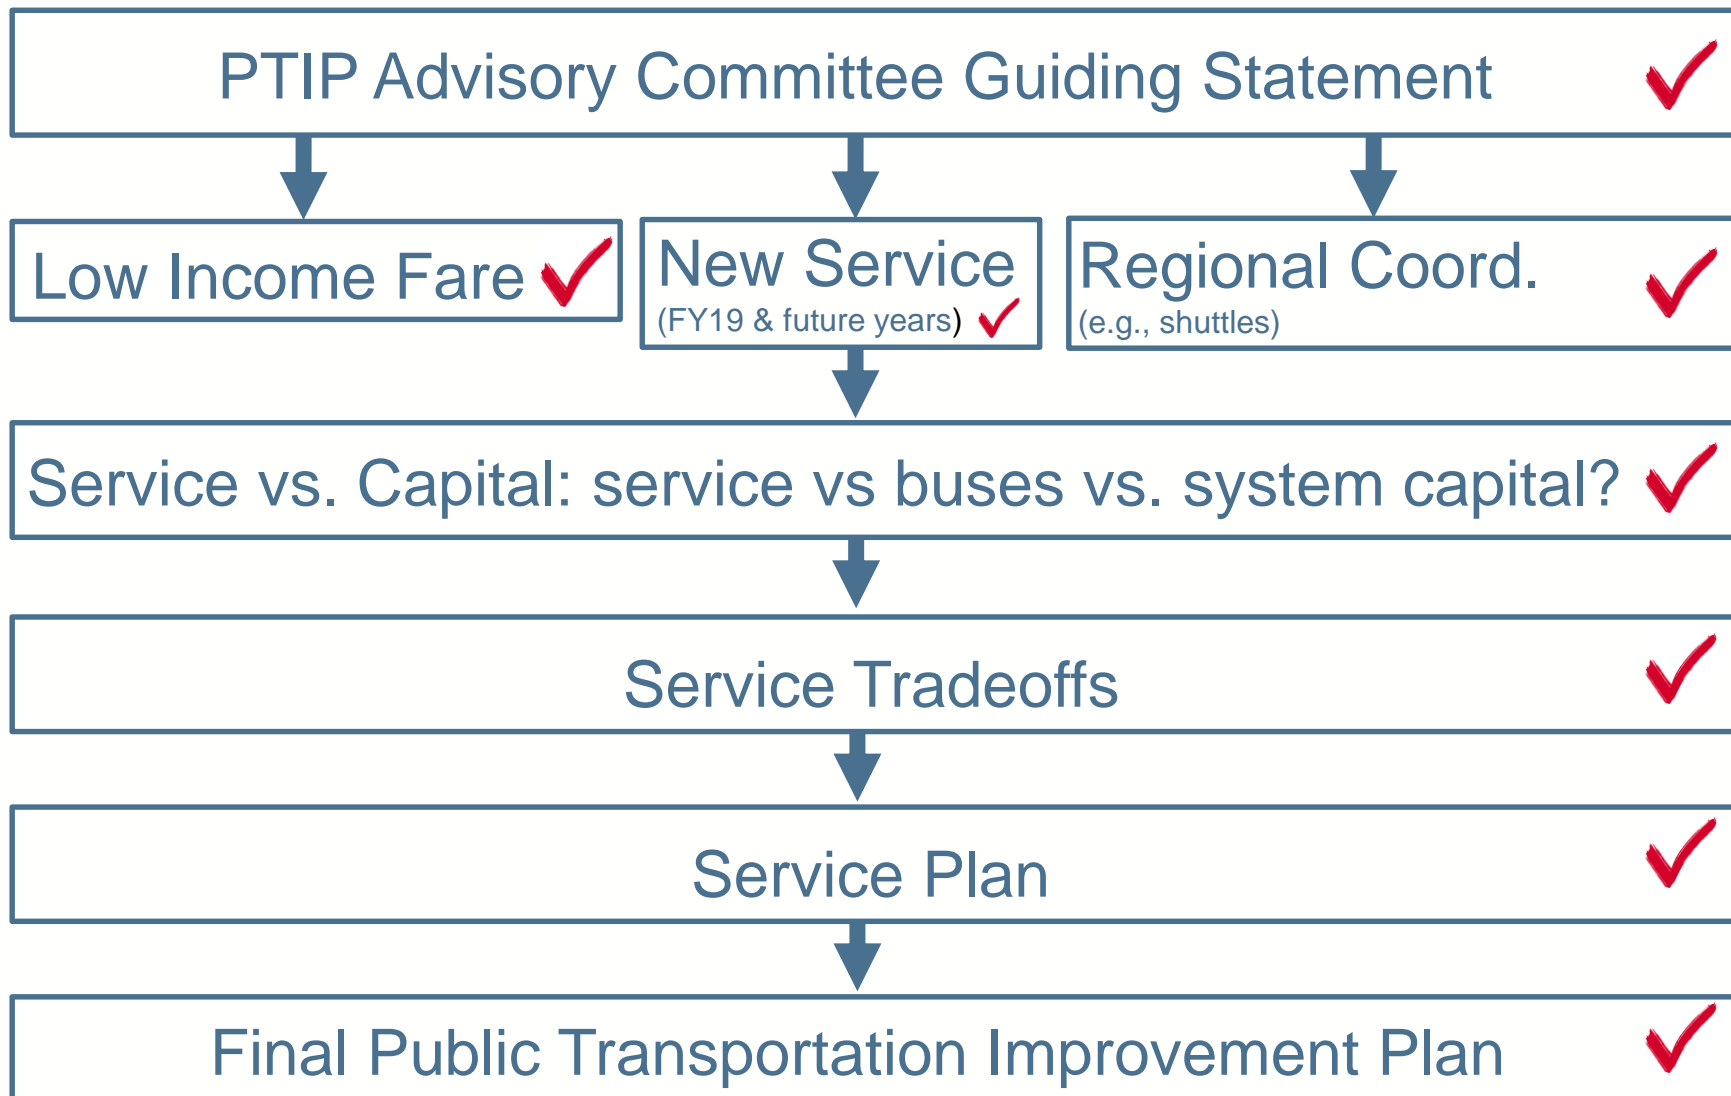 PTIP Advisory Committee Guiding Statement
Low Income Fare
New Service
(FY19 & future years)
Regional Coord.
(e.g., shuttles)
Service vs. Capital: service vs buses vs. system capital?
Service Tradeoffs
Service Plan
Final Public Transportation Improvement Plan